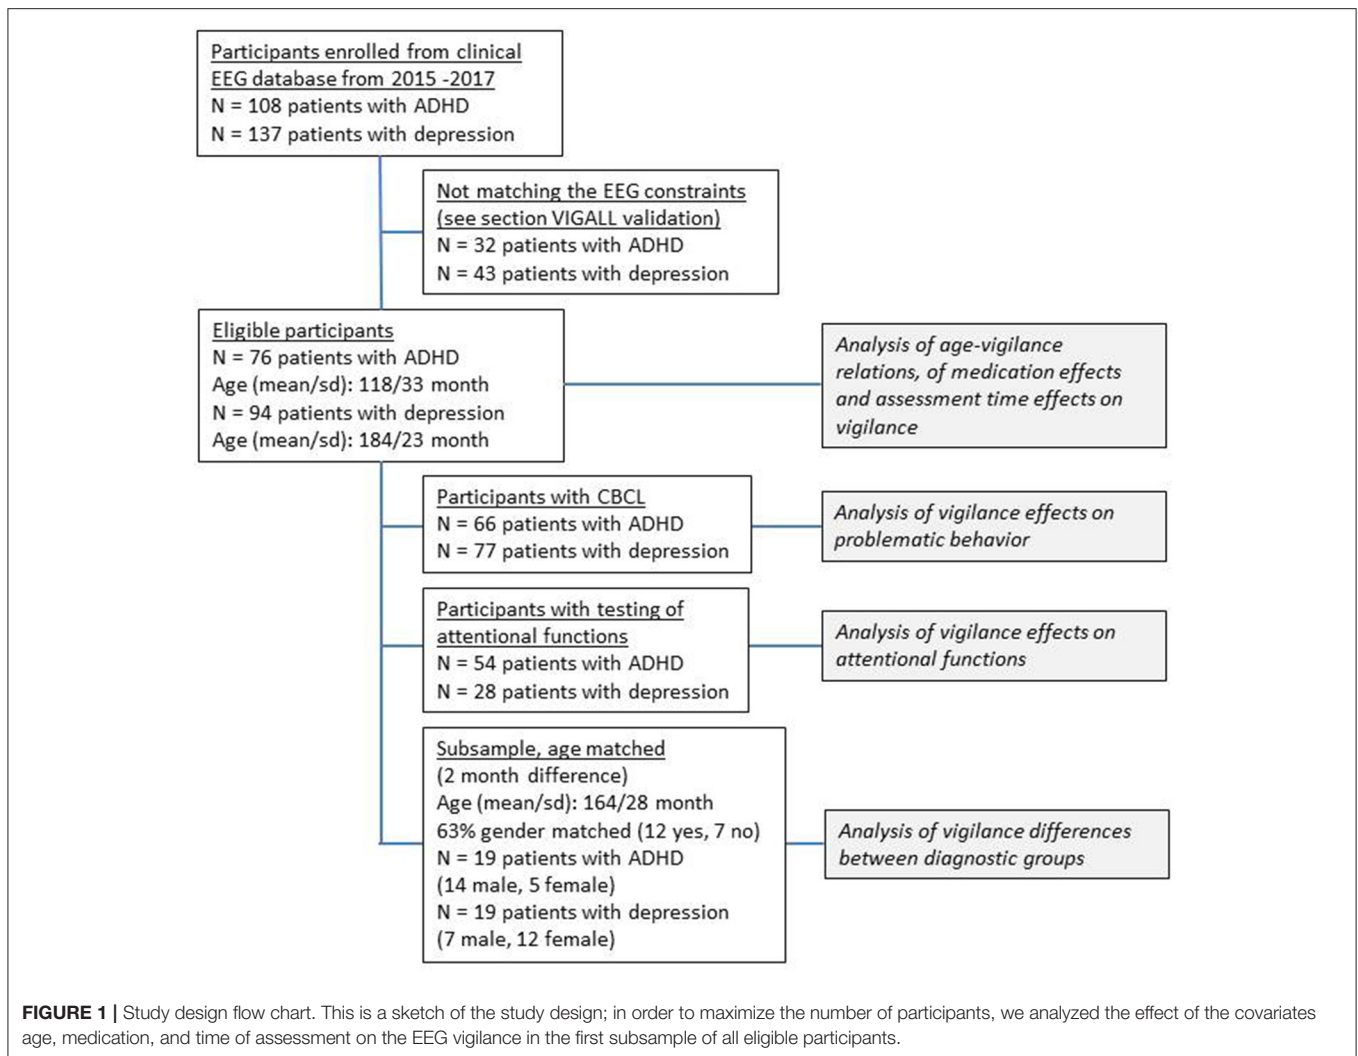 Participants enrolled from clinical
EEG database from 2015 -2017
N = 108 patients with ADHD
N = 137 patients with depression
Not matching the EEG constraints
(see section VIGALL validation)
N = 32 patients with ADHD
N = 43 patients with depression
Eligible participants
N = 76 patients with ADHD
Age (mean/sd): 118/33 month
N = 94 patients with depression
Age (mean/sd): 184/23 month
Analysis of age-vigilance
relations, of medication effects
and assessment time effects on
vigilance
Participants with CBCL
N = 66 patients with ADHD
N = 77 patients with depression
Analysis of vigilance effects on
problematic behavior
Participants with testing of
attentional functions
N = 54 patients with ADHD
N = 28 patients with depression
Analysis of vigilance effects on
attentional functions
Subsample, age matched
(2 month difference)
Age (mean/sd): 164/28 month
63% gender matched (12 yes, 7 no)
N = 19 patients with ADHD
(14 male, 5 female)
N = 19 patients with depression
(7 male, 12 female)
Analysis of vigilance differences
between diagnostic groups
FIGURE 1 | Study design flow chart. This is a sketch of the study design; in order to maximize the number of participants, we analyzed the effect of the covariates
age, medication, and time of assessment on the EEG vigilance in the first subsample of all eligible participants.